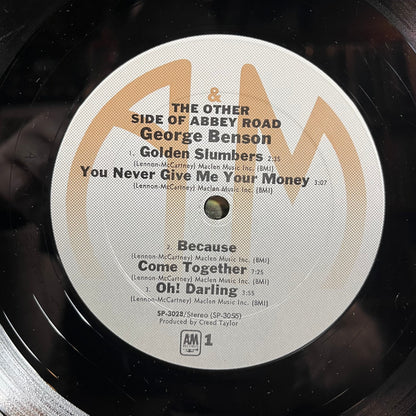 A&M
THE OTHER
SIDE OF ABBEY ROAD
George Benson
1. Golden Slumbers 2:35
(Lennon-McCartney) Maclen Music Inc. (BMI)
You Never Give Me Your Money 3:07
(Lennon-McCartney) Maclen Music Inc. (BMI)
2. Because
(Lennon-McCartney) Maclen Music Inc. (BMI)
Come Together 7:25
(Lennon-McCartney) Maclen Music Inc. (BMI)
3. Oh! Darling 3:55
(Lennon-McCartney) Maclen Music Inc. (BMI)
SP-3028/Stereo (SP-3055)
Produced by Creed Taylor
AM 1